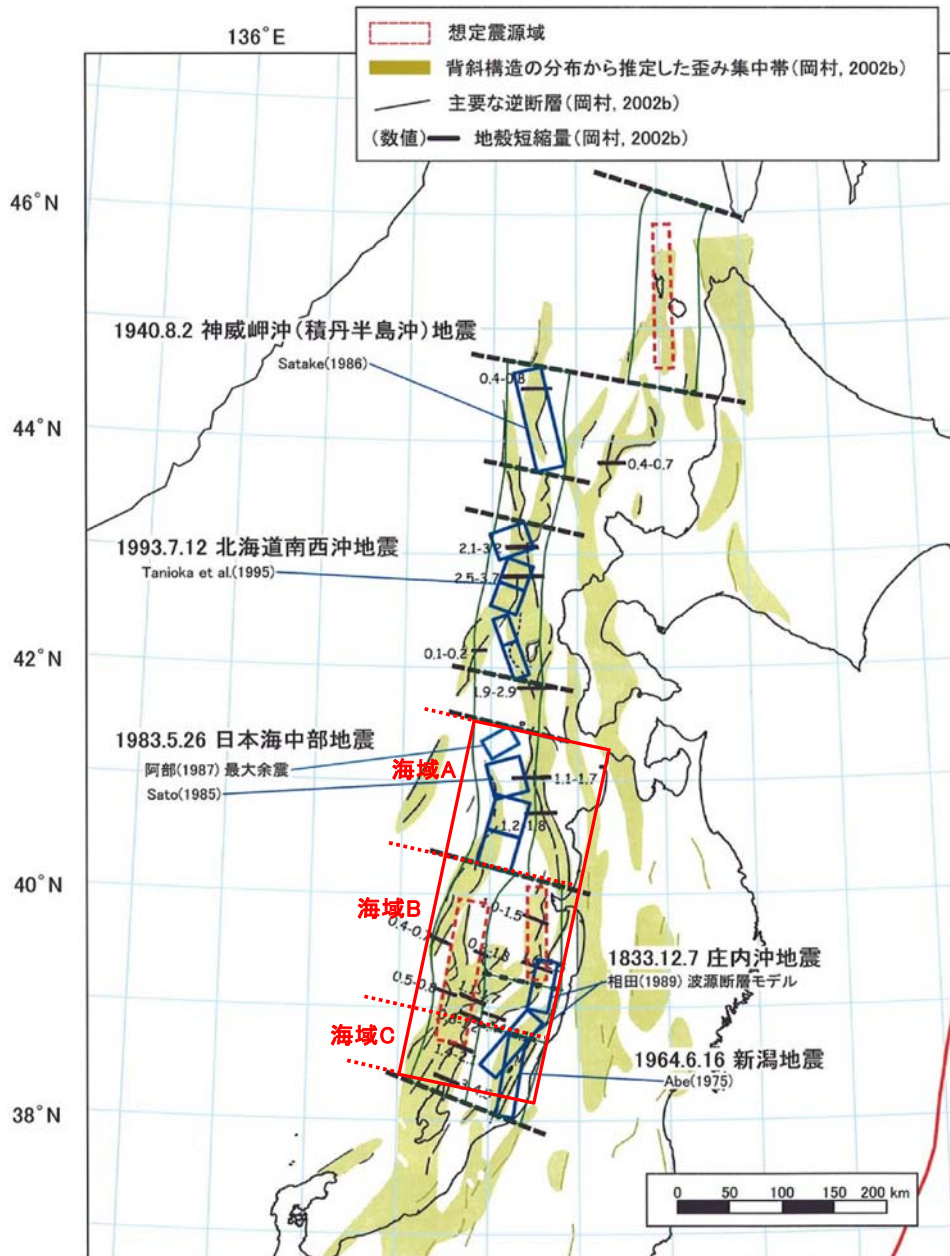 136°E
想定震源域
背斜構造の分布から推定した歪み集中帯(岡村, 2002b)
主要な逆断層(岡村, 2002b)
(数値) 地殻短縮量(岡村, 2002b)
46°N
1940.8.2 神威岬沖(積丹半島沖)地震
Satake(1986)
0.4-0.8
44°N
0.4-0.7
1993.7.12 北海道南西沖地震
2.1-3.2
Tanioka et al.(1995)
2.5-3.7
42°N
0.1-0.2
1.9-2.9
1983.5.26 日本海中部地震
阿部(1987) 最大余震
海域A
1.1-1.7
Sato(1985)
1.2-1.8
40°N
海域B
1.0-1.5
0.4-0.7
1833.12.7 庄内沖地震
相田(1989) 波源断層モデル
0.5-0.8
海域C
1964.6.16 新潟地震
Abe(1975)
38°N
0 50 100 150 200 km